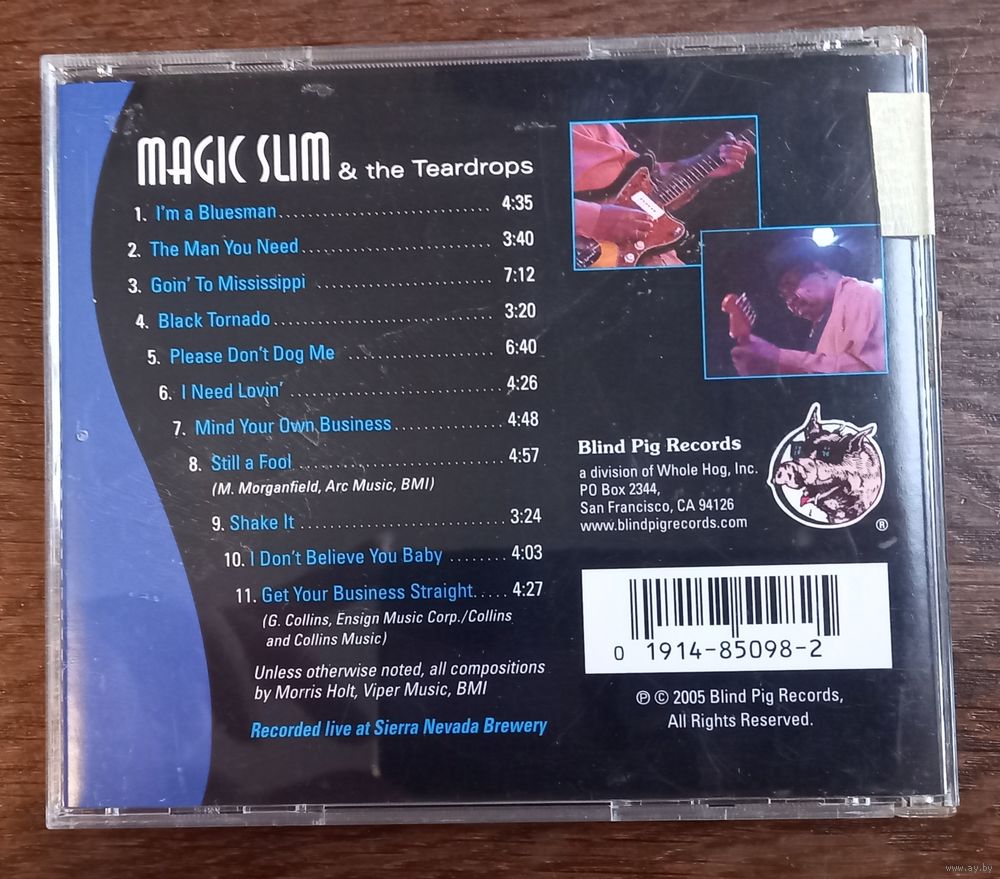 MAGIC SLIM & the Teardrops
1. I'm a Bluesman........................... 4:35
2. The Man You Need........................ 3:40
3. Goin' To Mississippi ...................... 7:12
4. Black Tornado............................. 3:20
5. Please Don't Dog Me .................. 6:40
6. I Need Lovin' ........................... 4:26
7. Mind Your Own Business............. 4:48
8. Still a Fool .......................... 4:57
(M. Morganfield, Arc Music, BMI)
9. Shake It .......................... 3:24
10. I Don't Believe You Baby ........ 4:03
11. Get Your Business Straight..... 4:27
(G. Collins, Ensign Music Corp./Collins
and Collins Music)
Unless otherwise noted, all compositions
by Morris Holt, Viper Music, BMI
Recorded live at Sierra Nevada Brewery
Blind Pig Records
a division of Whole Hog, Inc.
PO Box 2344,
San Francisco, CA 94126
www.blindpigrecords.com
®
0 1914-85098-2
℗ © 2005 Blind Pig Records,
All Rights Reserved.
www.ay.by